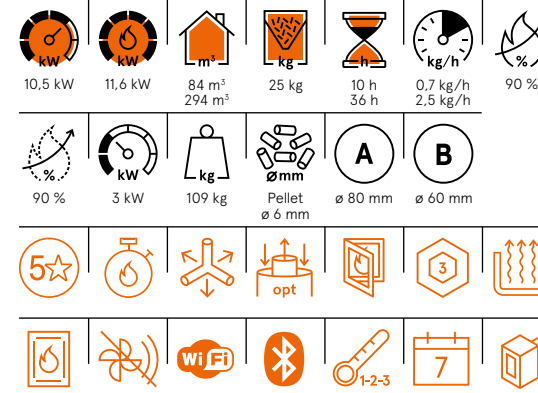 kW kW m³ kg h kg/h %
10,5 kW 11,6 kW 84 m³ 25 kg 10 h 0,7 kg/h 90 %
294 m³ 36 h 2,5 kg/h
% kW kg ømm A B
90 % 3 kW 109 kg Pellet ø 80 mm ø 60 mm
ø 6 mm
5 opt 3
Wi Fi 1-2-3 7